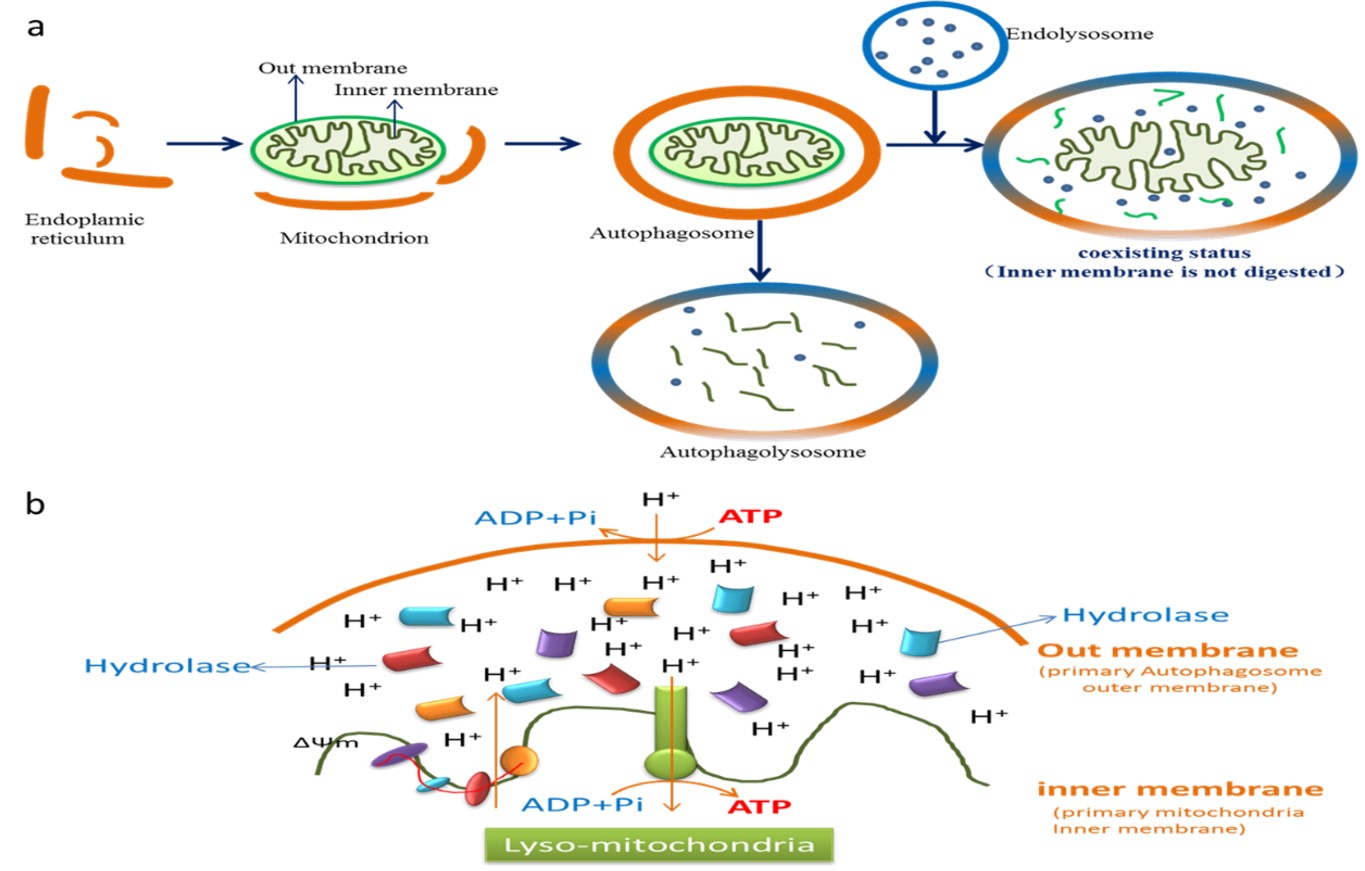 a
Endolysosome
Out membrane
Inner membrane
Endoplamic
reticulum
Mitochondrion
Autophagosome
coexisting status
（Inner membrane is not digested）
Autophagolysosome
b
H⁺
ADP+Pi
ATP
H⁺
H⁺ H⁺ H⁺
H⁺ H⁺
H⁺ H⁺ H⁺ H⁺ H⁺
Hydrolase
H⁺
H⁺ H⁺
Out membrane
(primary Autophagosome
outer membrane)
Hydrolase
H⁺ H⁺
H⁺ H⁺ H⁺
H⁺
H⁺
H⁺
ΔΨm H⁺
inner membrane
(primary mitochondria
Inner membrane)
ADP+Pi ATP
Lyso-mitochondria